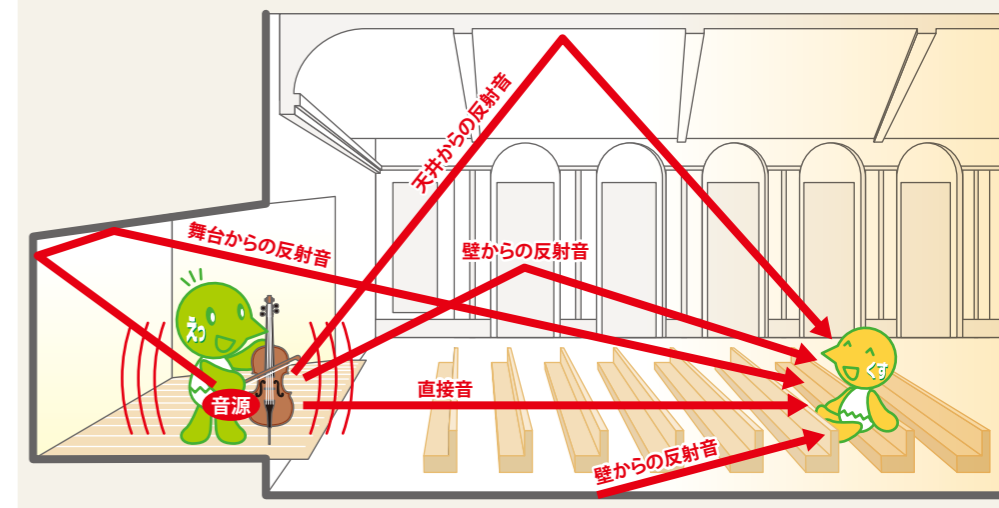 天井からの反射音
舞台からの反射音
壁からの反射音
えっ
くす
音源
直接音
壁からの反射音